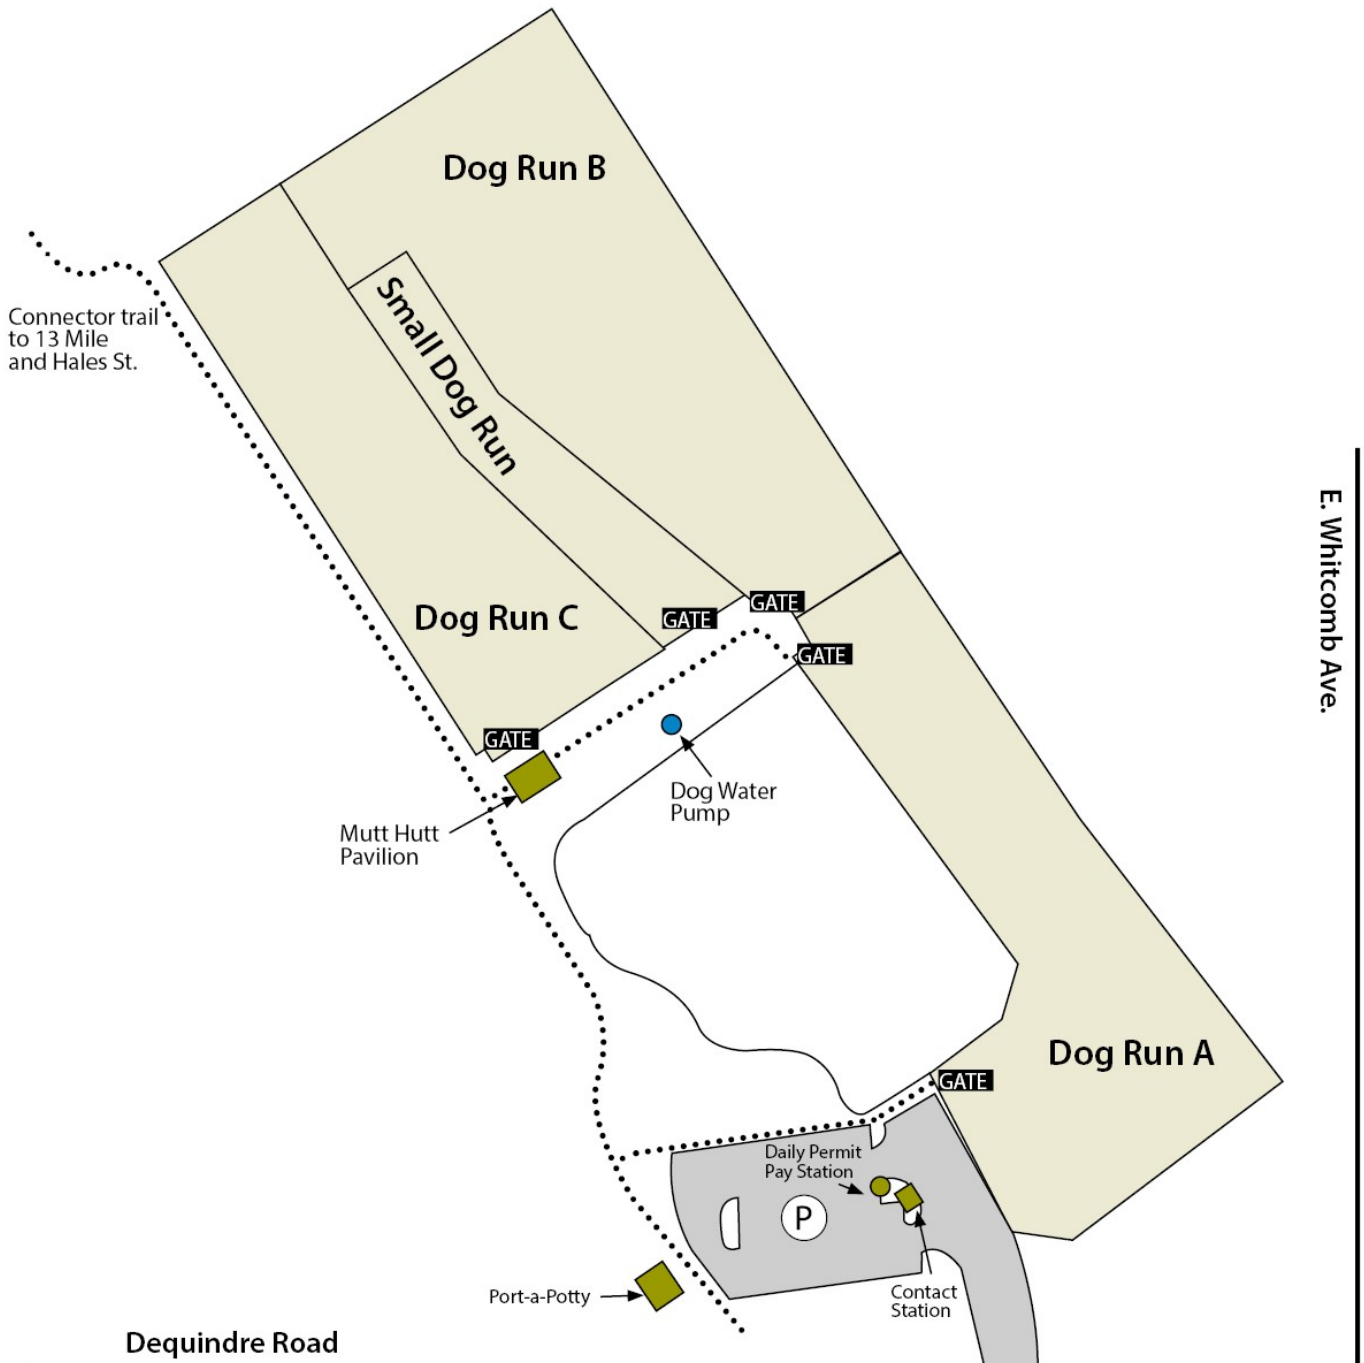 Dog Run B
Connector trail
to 13 Mile
and Hales St.
Small Dog Run
E. Whitcomb Ave.
Dog Run C
GATE
GATE
GATE
GATE
Dog Water
Pump
Mutt Hutt
Pavilion
Dog Run A
GATE
Daily Permit
Pay Station
P
Port-a-Potty
Contact
Station
Dequindre Road